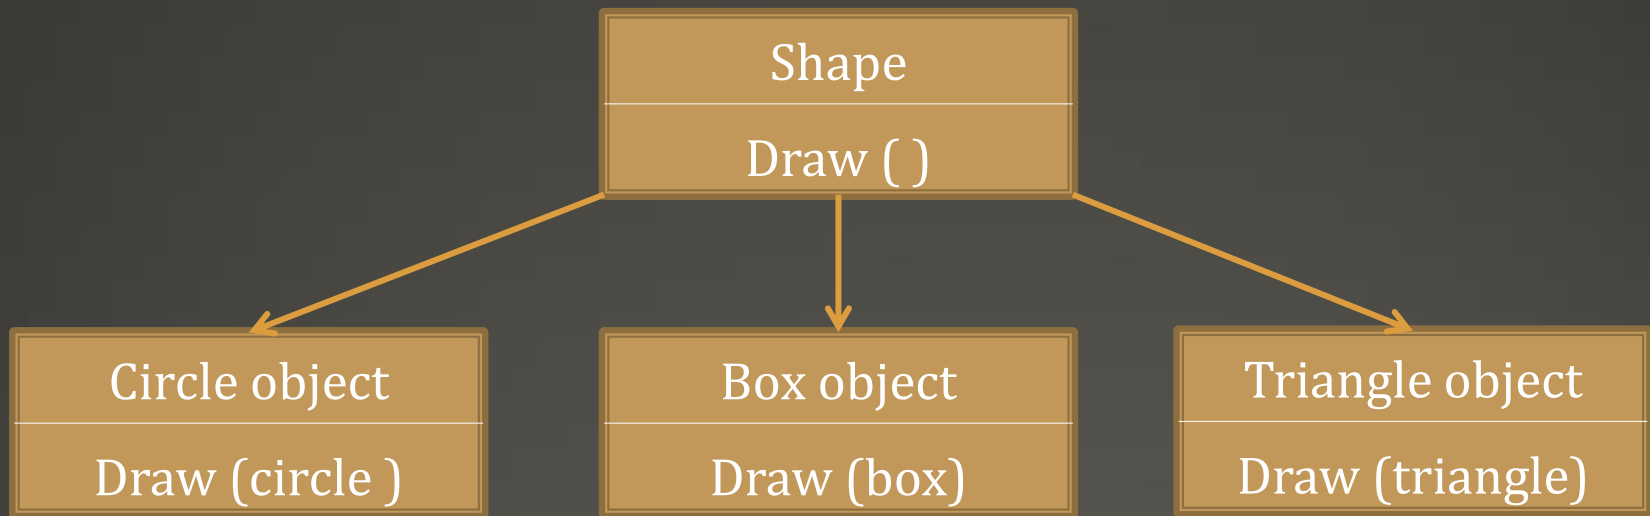 Shape
Draw ( )
Circle object
Draw (circle )
Box object
Draw (box)
Triangle object
Draw (triangle)